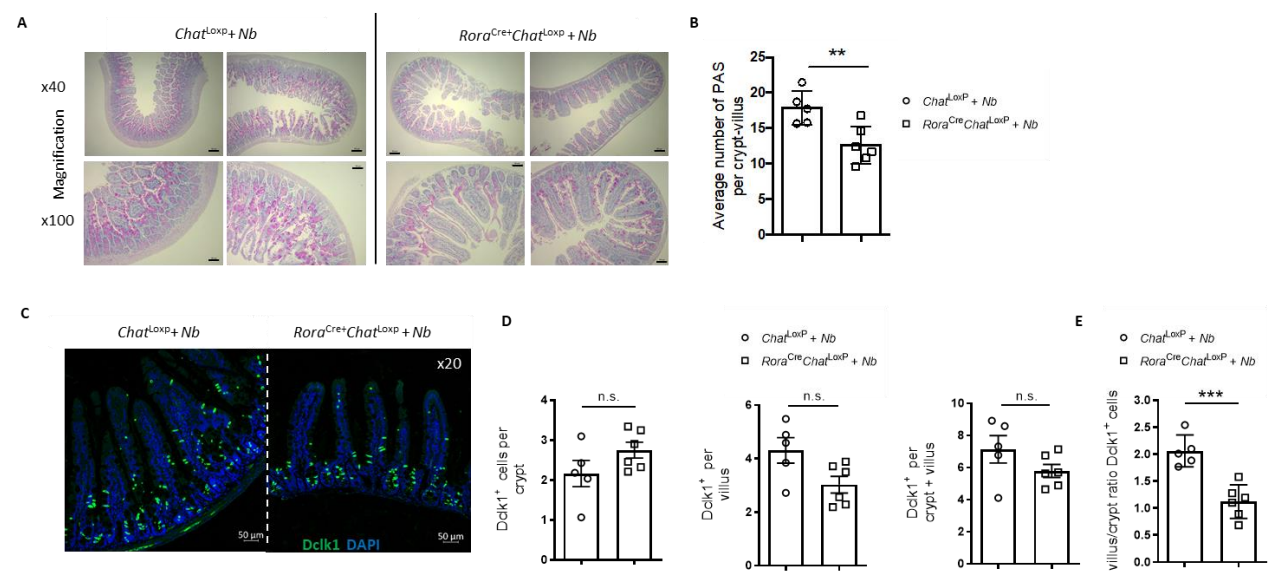 A
Chat^Loxp + Nb
Rora^Cre+Chat^Loxp + Nb
x40
x100
Magnification
B
Average number of PAS
per crypt-villus
25
20
15
10
5
0
**
Chat^LoxP + Nb
Rora^CreChat^LoxP + Nb
C
Chat^Loxp + Nb
Rora^Cre+Chat^Loxp + Nb
x20
50 µm
50 µm
Dclk1 DAPI
D
Dclk1+ cells per
crypt
4
3
2
1
0
n.s.
Chat^LoxP + Nb
Rora^CreChat^LoxP + Nb
Dclk1+ per
villus
6
4
2
0
n.s.
Dclk1+ per
crypt + villus
10
8
6
4
2
0
n.s.
E
Chat^LoxP + Nb
Rora^CreChat^LoxP + Nb
villus/crypt ratio Dclk1+ cells
3.0
2.5
2.0
1.5
1.0
0.5
0.0
***